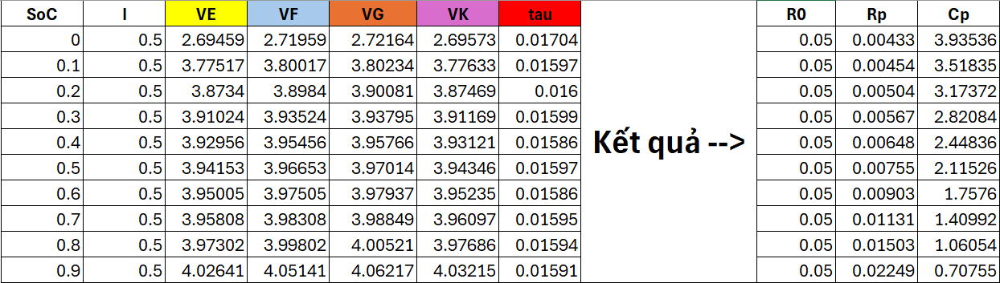 SoC I VE VF VG VK tau R0 Rp Cp
0 0.5 2.69459 2.71959 2.72164 2.69573 0.01704 0.05 0.00433 3.93536
0.1 0.5 3.77517 3.80017 3.80234 3.77633 0.01597 0.05 0.00454 3.51835
0.2 0.5 3.8734 3.8984 3.90081 3.87469 0.016 0.05 0.00504 3.17372
0.3 0.5 3.91024 3.93524 3.93795 3.91169 0.01599 0.05 0.00567 2.82084
0.4 0.5 3.92956 3.95456 3.95766 3.93121 0.01586 Kết quả --> 0.05 0.00648 2.44836
0.5 0.5 3.94153 3.96653 3.97014 3.94346 0.01597 0.05 0.00755 2.11526
0.6 0.5 3.95005 3.97505 3.97937 3.95235 0.01586 0.05 0.00903 1.7576
0.7 0.5 3.95808 3.98308 3.98849 3.96097 0.01595 0.05 0.01131 1.40992
0.8 0.5 3.97302 3.99802 4.00521 3.97686 0.01594 0.05 0.01503 1.06054
0.9 0.5 4.02641 4.05141 4.06217 4.03215 0.01591 0.05 0.02249 0.70755